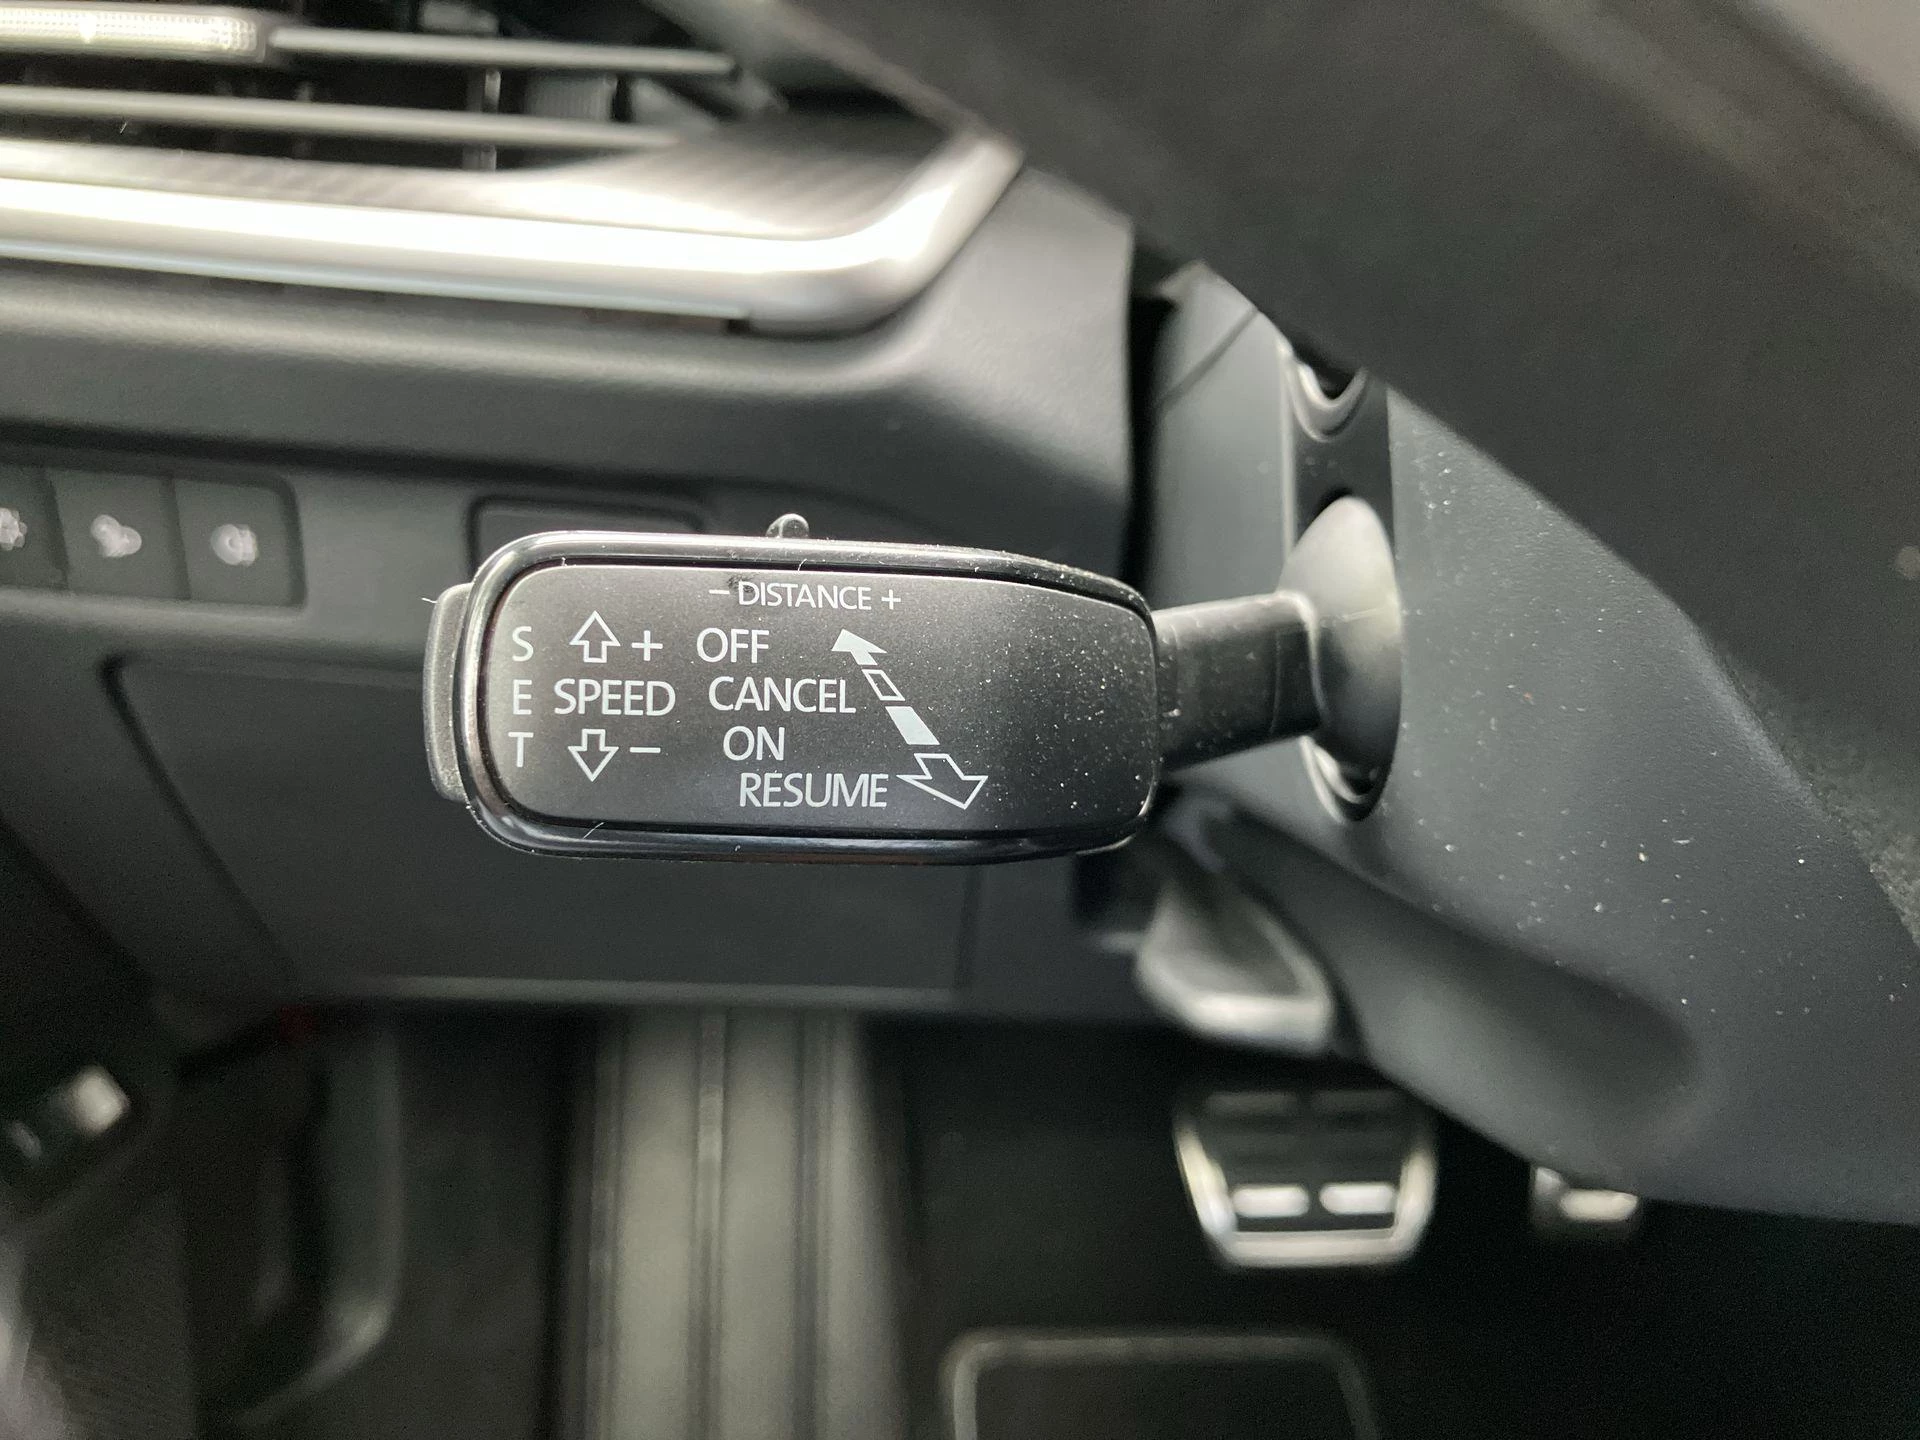 – DISTANCE +
S + OFF
E SPEED CANCEL
T – ON
RESUME